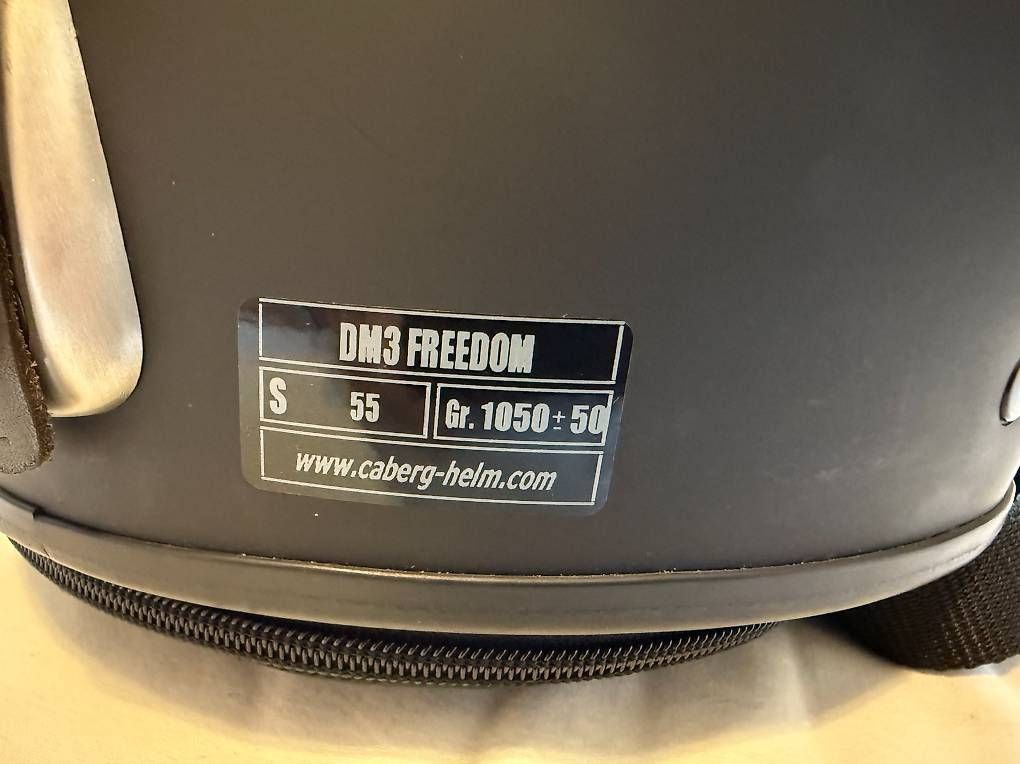 DM3 FREEDOM
S 55 Gr. 1050 ± 50
www.caberg-helm.com